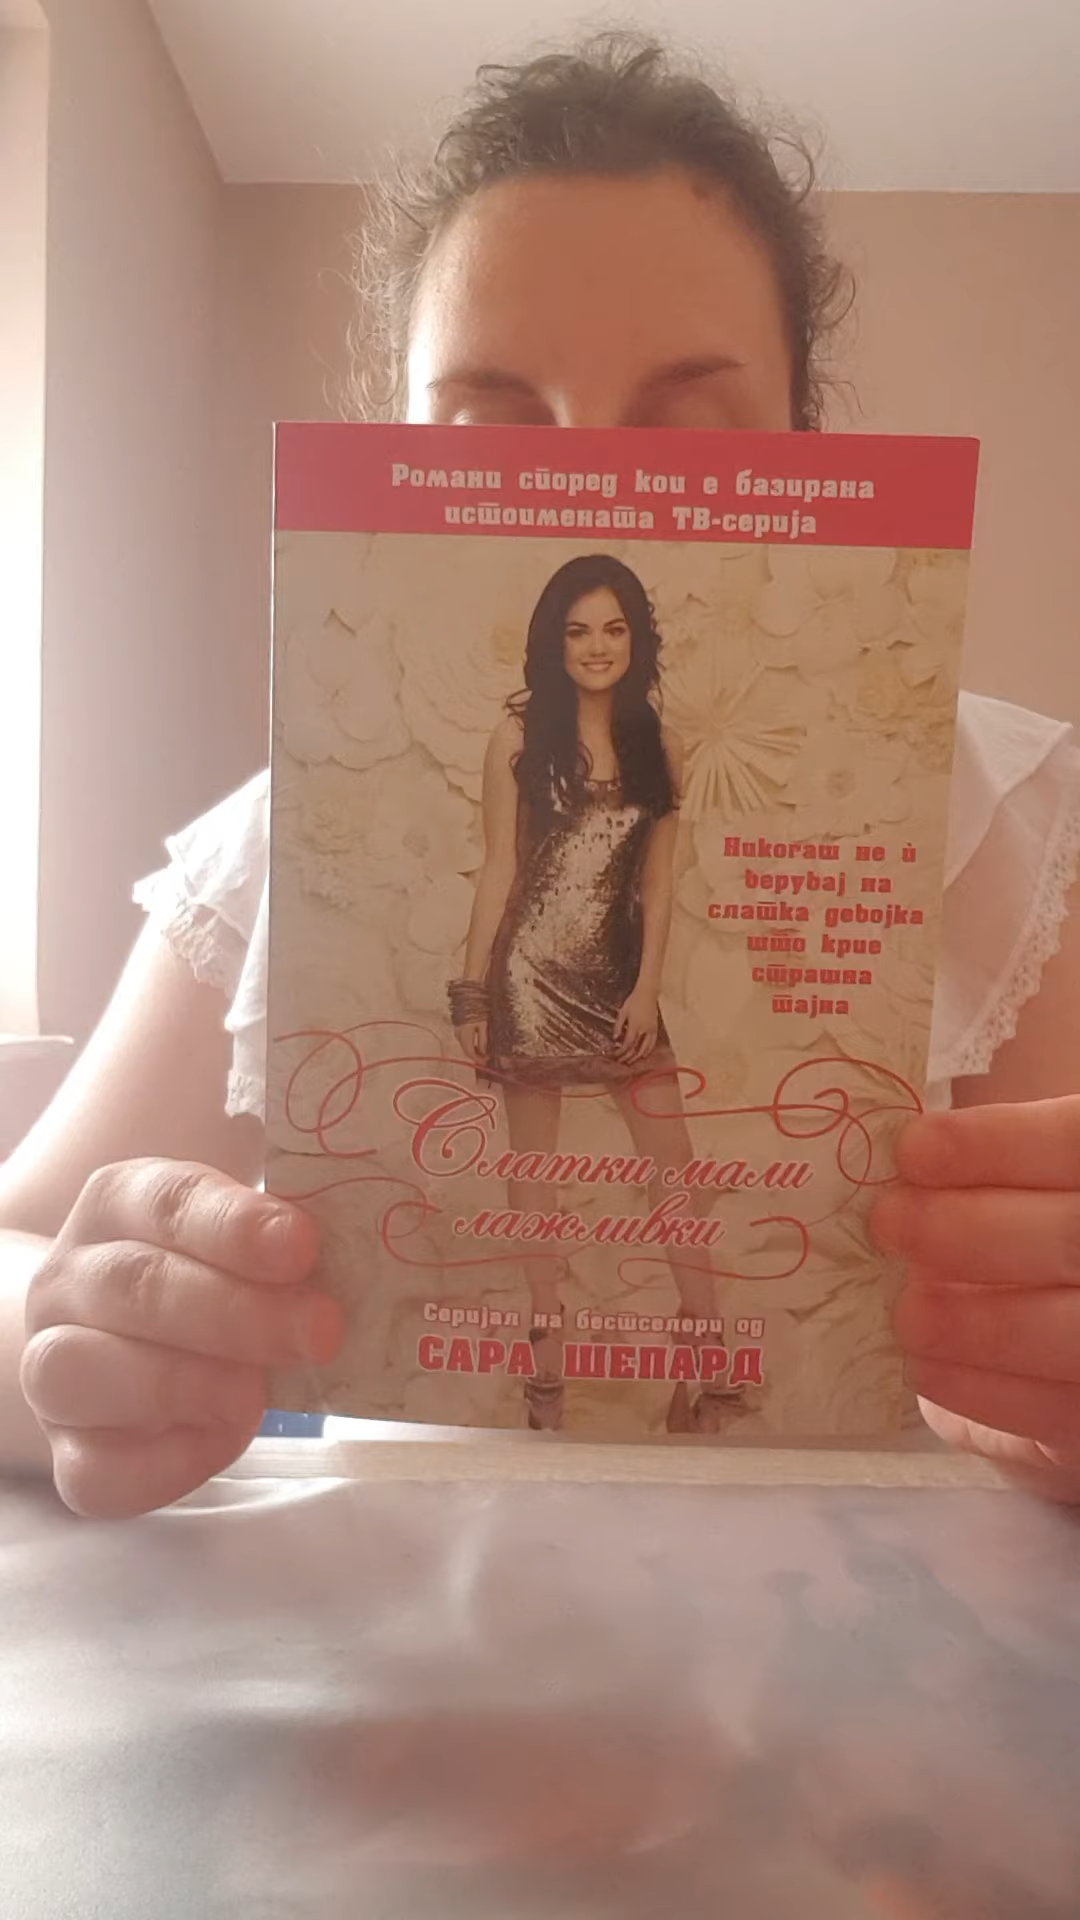 Романи според кои е базирана
истоимената ТВ-серија
Никогаш не ѝ
верувај на
слатка девојка
што крие
страшна
тајна
Слатки мали
лажливки
Серијал на бестселери од
САРА ШЕПАРД